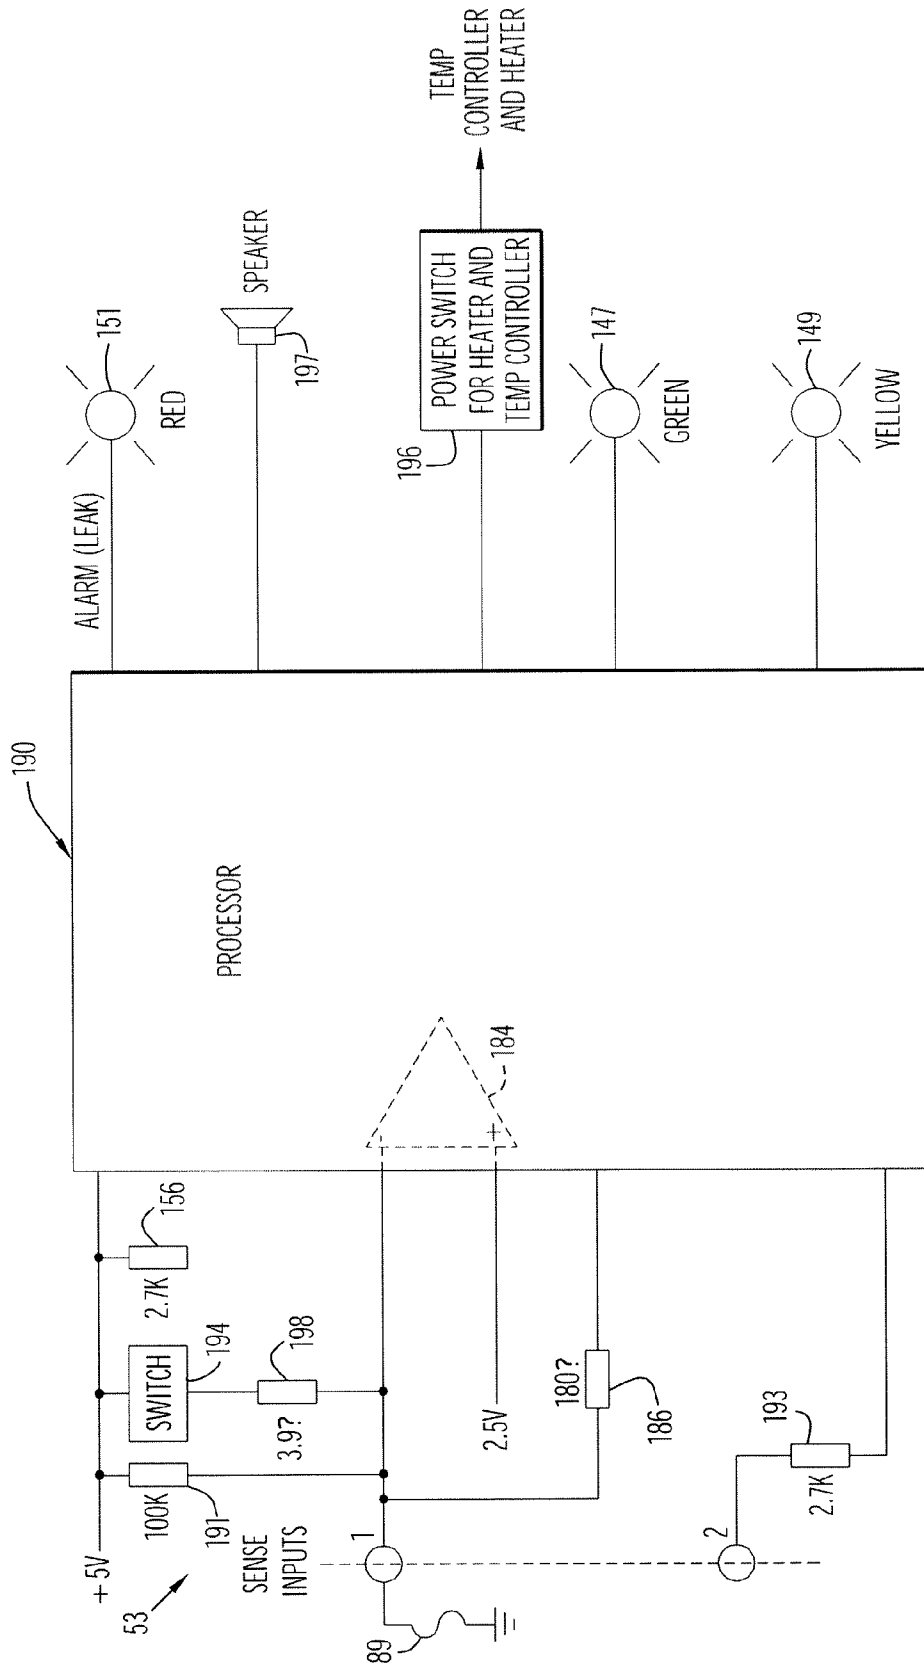 53
+ 5V
100K
191
SWITCH
194
2.7K
156
190
3.9?
198
SENSE
INPUTS
1
89
2.5V
+
184
180?
186
2
2.7K
193
PROCESSOR
ALARM (LEAK)
151
RED
SPEAKER
197
196
POWER SWITCH
FOR HEATER AND
TEMP CONTROLLER
TEMP
CONTROLLER
AND HEATER
147
GREEN
149
YELLOW